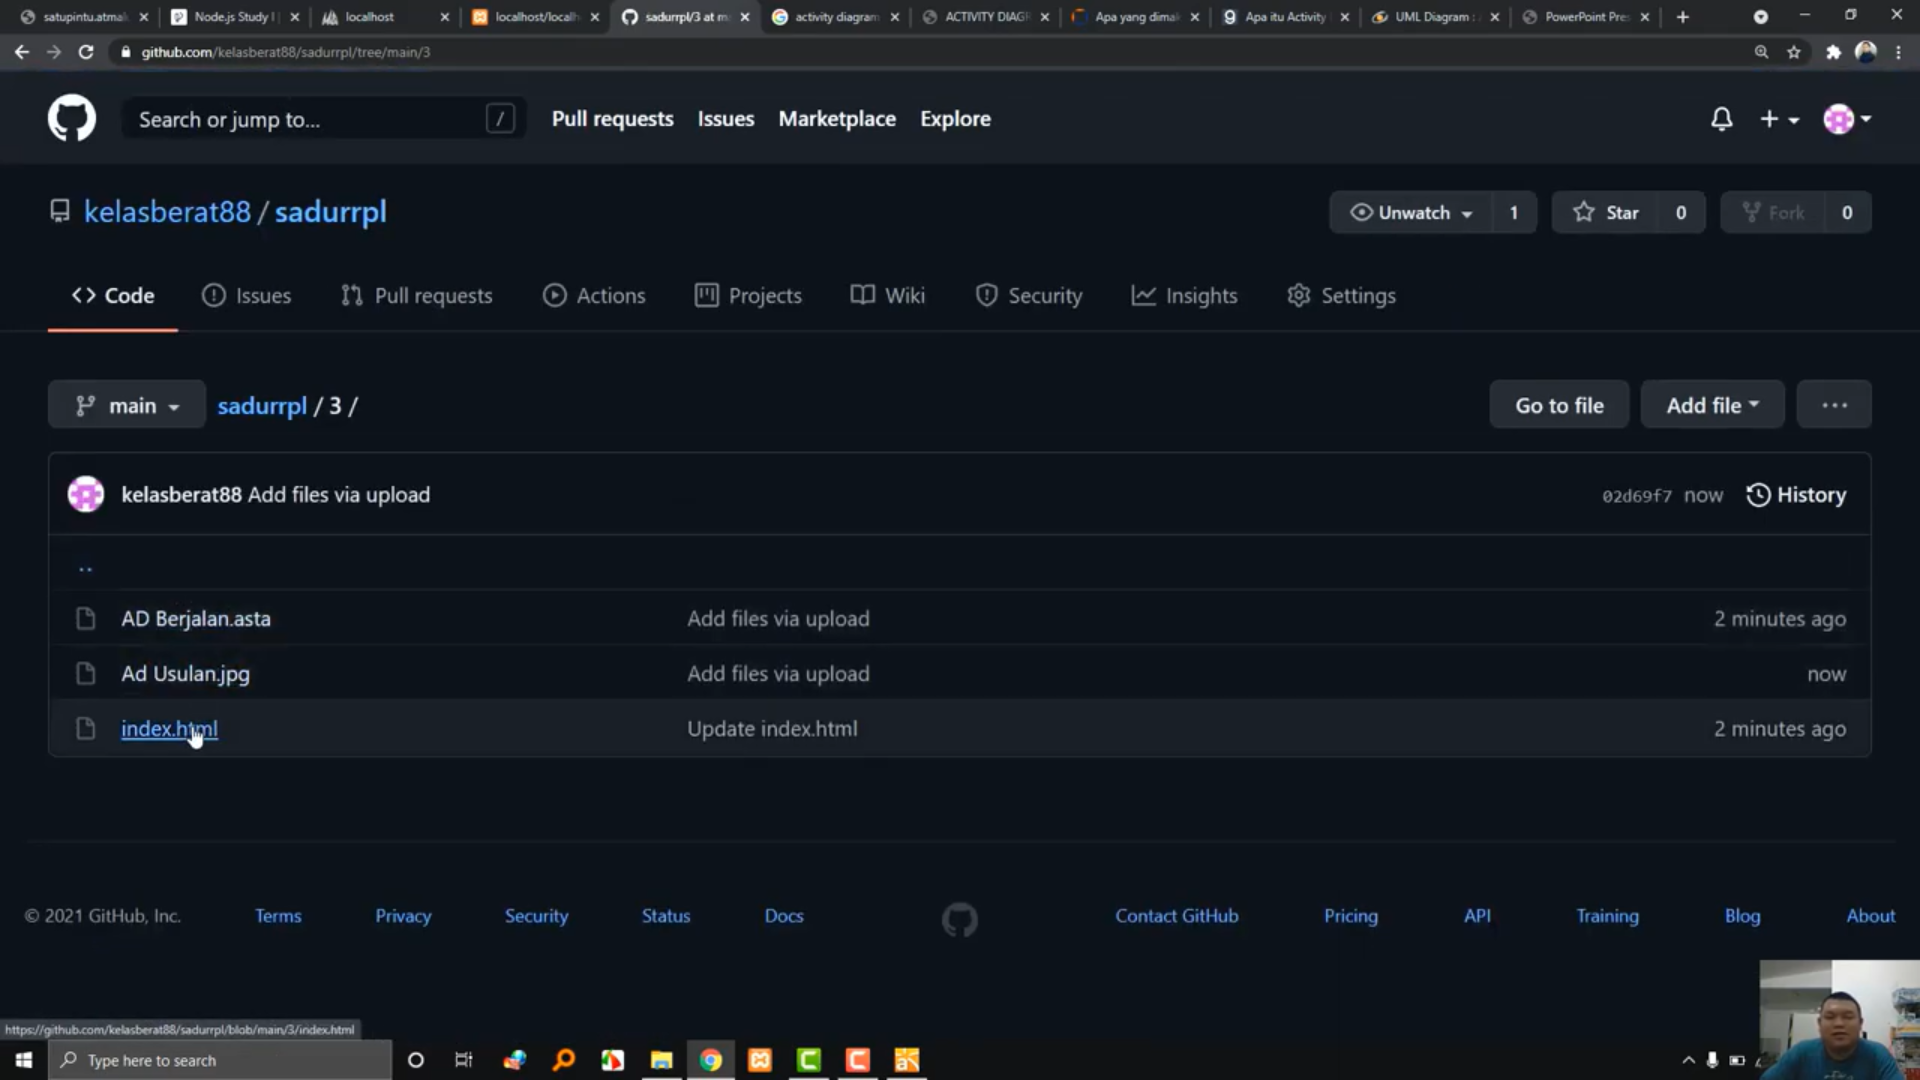 satupintu.atmal
Node.js Study I
localhost
localhost/localh
sadurrpl/3 at m
activity diagram
ACTIVITY DIAGR
Apa yang dimal
Apa itu Activity
UML Diagram :
PowerPoint Pres
github.com/kelasberat88/sadurrpl/tree/main/3
Search or jump to...
/
Pull requests
Issues
Marketplace
Explore
kelasberat88 / sadurrpl
Unwatch
1
Star
0
Fork
0
Code
Issues
Pull requests
Actions
Projects
Wiki
Security
Insights
Settings
main
sadurrpl / 3 /
Go to file
Add file
...
kelasberat88 Add files via upload
02d69f7 now
History
..
AD Berjalan.asta
Add files via upload
2 minutes ago
Ad Usulan.jpg
Add files via upload
now
index.html
Update index.html
2 minutes ago
© 2021 GitHub, Inc.
Terms
Privacy
Security
Status
Docs
Contact GitHub
Pricing
API
Training
Blog
About
https://github.com/kelasberat88/sadurrpl/blob/main/3/index.html
Type here to search